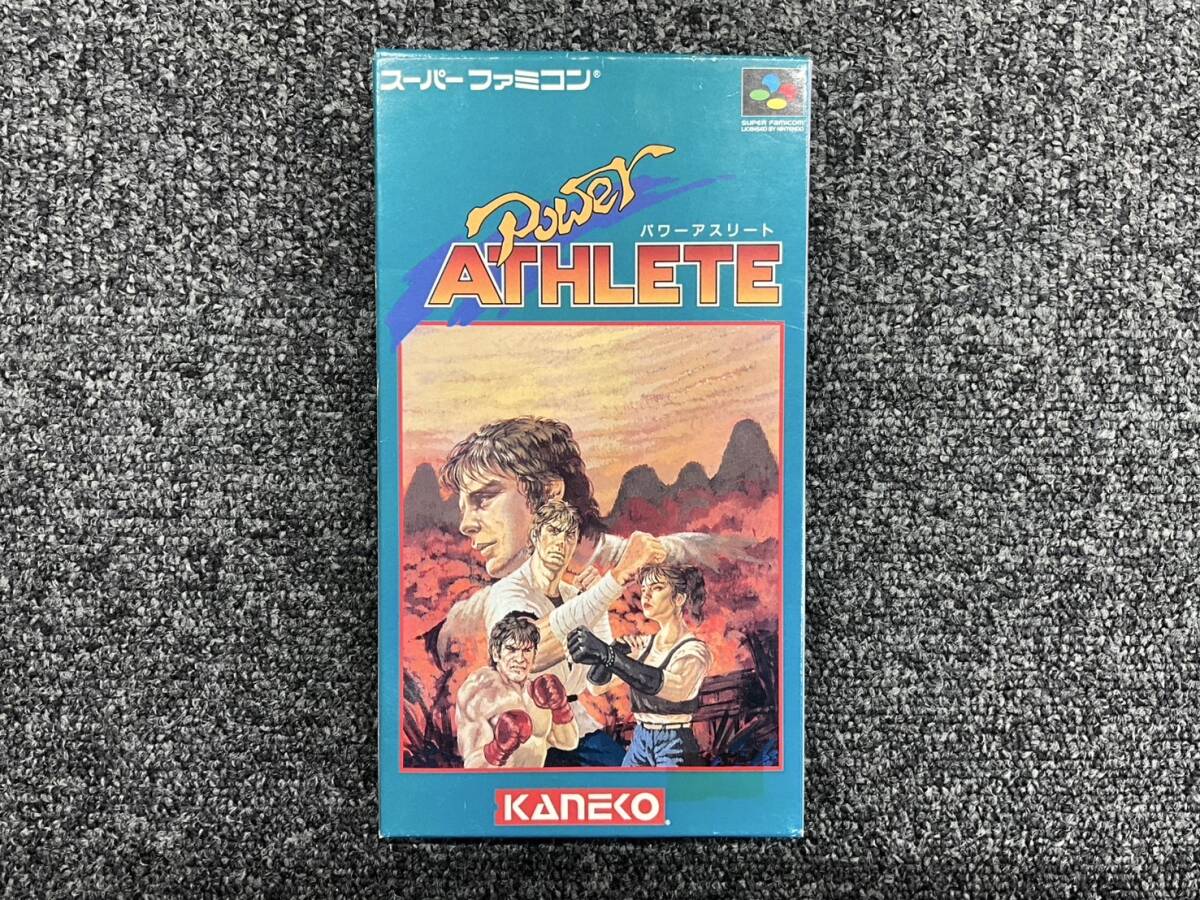 スーパーファミコン®
SUPER FAMICOM
LICENSED BY NINTENDO
Power
パワーアスリート
ATHLETE
KANEKO®